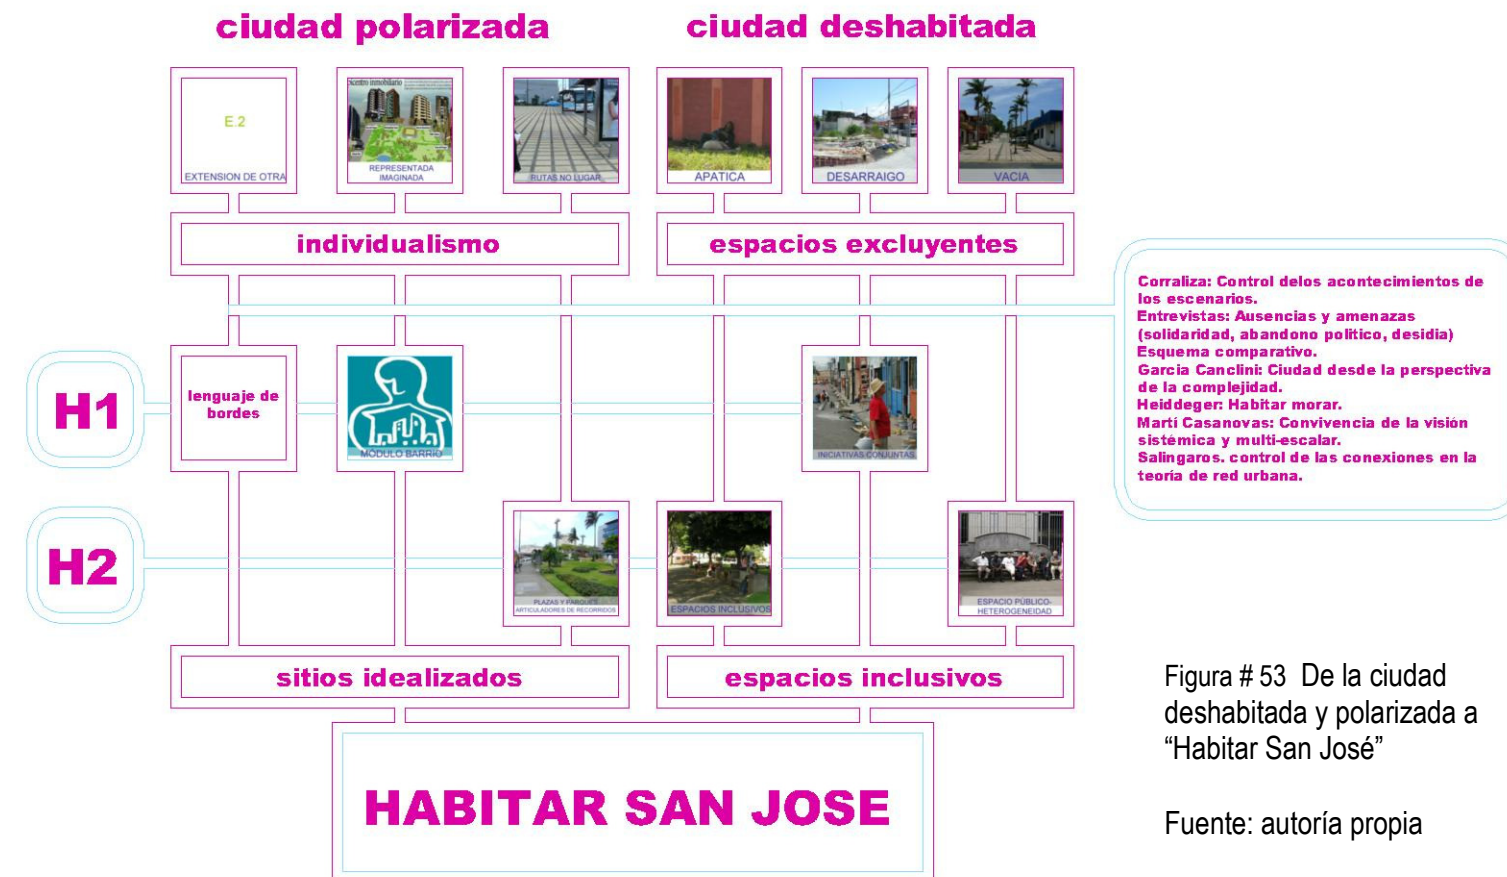 ciudad polarizada
ciudad deshabitada
E.2
EXTENSION DE OTRA
centro inmobiliario
REPRESENTADA
IMAGINADA
RUTAS NO LUGAR
APATICA
DESARRAIGO
VACIA
individualismo
espacios excluyentes
Corraliza: Control delos acontecimientos de
los escenarios.
Entrevistas: Ausencias y amenazas
(solidaridad, abandono politico, desidia)
Esquema comparativo.
Garcia Canclini: Ciudad desde la perspectiva
de la complejidad.
Heiddeger: Habitar morar.
Martí Casanovas: Convivencia de la visión
sistémica y multi-escalar.
Salingaros. control de las conexiones en la
teoría de red urbana.
H1
lenguaje de
bordes
MÓDULO BARRIO
INICIATIVAS CONJUNTAS
H2
PLAZAS Y PARQUES
ARTICULADORES DE RECORRIDOS
ESPACIOS INCLUSIVOS
ESPACIO PÚBLICO-
HETEROGENEIDAD
sitios idealizados
espacios inclusivos
HABITAR SAN JOSE
Figura # 53 De la ciudad
deshabitada y polarizada a
“Habitar San José”
Fuente: autoría propia